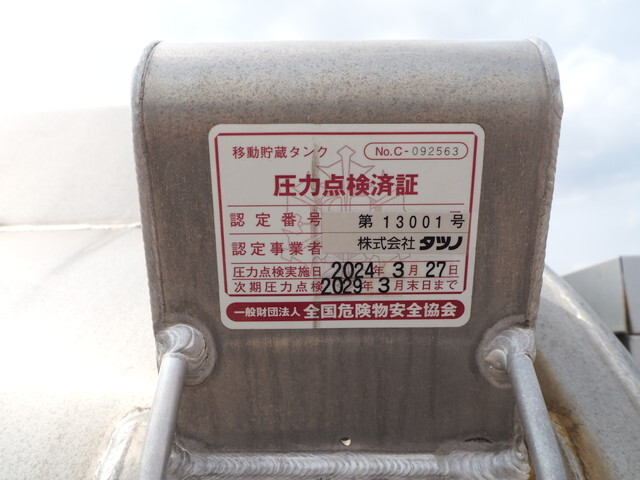 移動貯蔵タンク No.C-092563
圧力点検済証
認定番号 第13001号
認定事業者 株式会社 タツノ
圧力点検実施日 2024年 3月 27日
次期圧力点検 2029年 3月末日まで
一般財団法人 全国危険物安全協会